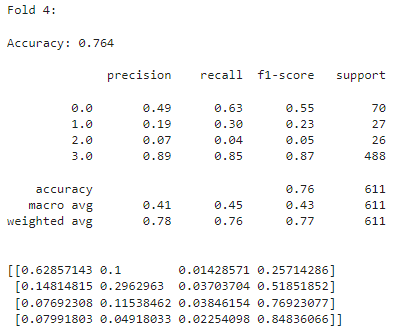 Fold 4:
Accuracy: 0.764
precision recall f1-score support
0.0 0.49 0.63 0.55 70
1.0 0.19 0.30 0.23 27
2.0 0.07 0.04 0.05 26
3.0 0.89 0.85 0.87 488
accuracy 0.76 611
macro avg 0.41 0.45 0.43 611
weighted avg 0.78 0.76 0.77 611
[[0.62857143 0.1 0.01428571 0.25714286]
[0.14814815 0.2962963 0.03703704 0.51851852]
[0.07692308 0.11538462 0.03846154 0.76923077]
[0.07991803 0.04918033 0.02254098 0.84836066]]